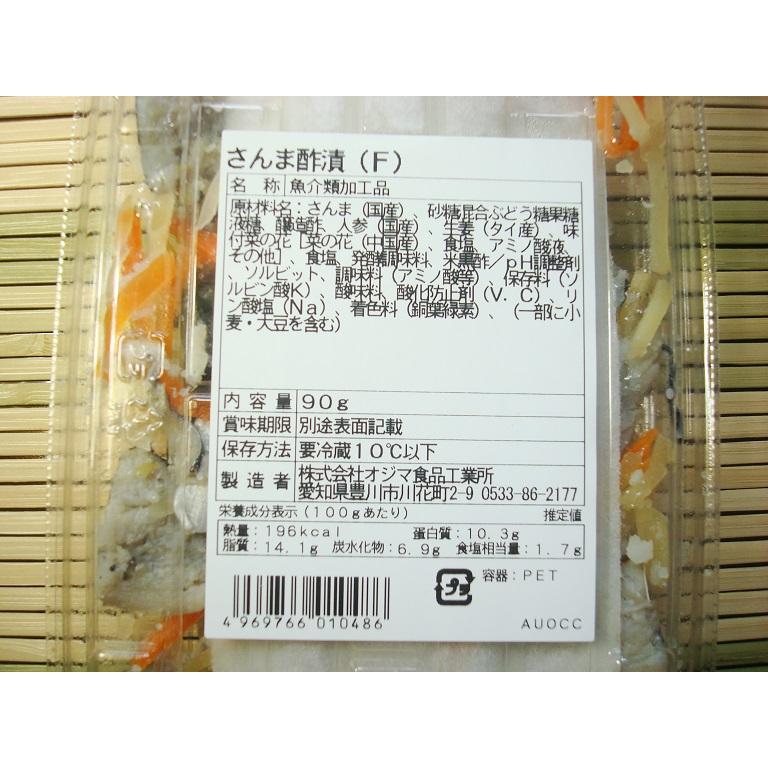 さんま酢漬（F）
名 称 魚介類加工品
原材料名：さんま（国産）、砂糖混合ぶどう糖果糖
液糖、醸造酢、人参（国産）、生姜（タイ産）、味
付菜の花［菜の花（中国産）、食塩、アミノ酸液、
その他］、食塩、発酵調味料、米黒酢／pH調整剤
、ソルビット、調味料（アミノ酸等）、保存料（ソ
ルビン酸K）、酸味料、酸化防止剤（V．C）、リ
ン酸塩（Na）、着色料（銅葉緑素）、（一部に小
麦・大豆を含む）
内容量 90g
賞味期限 別途表面記載
保存方法 要冷蔵10℃以下
製造者 株式会社オジマ食品工業所
愛知県豊川市川花町2-9 0533-86-2177
栄養成分表示（100gあたり） 推定値
熱量：196kcal 蛋白質：10.3g
脂質：14.1g 炭水化物：6.9g 食塩相当量：1.7g
プラ 容器：PET
4969766010486
AUOCC